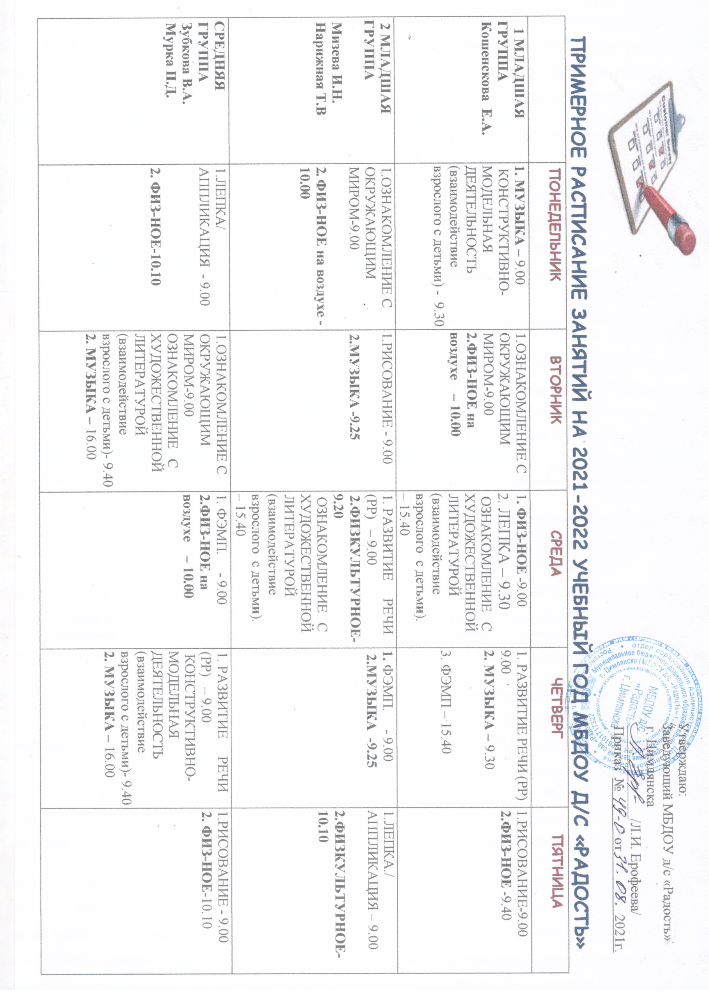 Утверждаю:
Заведующий МБДОУ д/с «Радость»
г. Цимлянска
/Л.И. Ерофеева/
Приказ № 49-О от 31. 08. 2021г.
Customer Survey
МБДОУ д/с
«Радость»
г. Цимлянска
ПРИМЕРНОЕ РАСПИСАНИЕ ЗАНЯТИЙ НА 2021-2022 УЧЕБНЫЙ ГОД МБДОУ Д/С «РАДОСТЬ»
ПОНЕДЕЛЬНИК
ВТОРНИК
СРЕДА
ЧЕТВЕРГ
ПЯТНИЦА
1 МЛАДШАЯ
ГРУППА
Кошенскова Е.А.
1. МУЗЫКА – 9.00
КОНСТРУКТИВНО-
МОДЕЛЬНАЯ
ДЕЯТЕЛЬНОСТЬ
(взаимодействие
взрослого с детьми) - 9.30
1.ОЗНАКОМЛЕНИЕ С
ОКРУЖАЮЩИМ
МИРОМ-9.00
2.ФИЗ-НОЕ на
воздухе – 10.00
1. ФИЗ-НОЕ -9.00
2. ЛЕПКА – 9.30
ОЗНАКОМЛЕНИЕ С
ХУДОЖЕСТВЕННОЙ
ЛИТЕРАТУРОЙ
(взаимодействие
взрослого с детьми).
– 15.40
1. РАЗВИТИЕ РЕЧИ (РР)
9.00
2. МУЗЫКА – 9.30
3. ФЭМП – 15.40
1.РИСОВАНИЕ-9.00
2.ФИЗ-НОЕ -9.40
2 МЛАДШАЯ
ГРУППА
Мизева И.Н.
Нарижная Т.В
1.ОЗНАКОМЛЕНИЕ С
ОКРУЖАЮЩИМ
МИРОМ-9.00
2. ФИЗ-НОЕ на воздухе -
10.00
1.РИСОВАНИЕ - 9.00
2.МУЗЫКА -9.25
1. РАЗВИТИЕ РЕЧИ
(РР) – 9.00
2.ФИЗКУЛЬТУРНОЕ-
9.20
ОЗНАКОМЛЕНИЕ С
ХУДОЖЕСТВЕННОЙ
ЛИТЕРАТУРОЙ
(взаимодействие
взрослого с детьми).
– 15.40
1. ФЭМП. - 9.00
2.МУЗЫКА -9.25
1.ЛЕПКА./
АППЛИКАЦИЯ – 9.00
2.ФИЗКУЛЬТУРНОЕ-
10.10
СРЕДНЯЯ
ГРУППА
Зубкова В.А.
Мурка П.Д.
1.ЛЕПКА/
АППЛИКАЦИЯ - 9.00
2. ФИЗ-НОЕ-10.10
1.ОЗНАКОМЛЕНИЕ С
ОКРУЖАЮЩИМ
МИРОМ-9.00
ОЗНАКОМЛЕНИЕ С
ХУДОЖЕСТВЕННОЙ
ЛИТЕРАТУРОЙ
(взаимодействие
взрослого с детьми)- 9.40
2. МУЗЫКА – 16.00
1. ФЭМП. - 9.00
2.ФИЗ-НОЕ на
воздухе – 10.00
1. РАЗВИТИЕ РЕЧИ
(РР) – 9.00
КОНСТРУКТИВНО-
МОДЕЛЬНАЯ
ДЕЯТЕЛЬНОСТЬ
(взаимодействие
взрослого с детьми)- 9.40
2. МУЗЫКА – 16.00
1.РИСОВАНИЕ - 9.00
2. ФИЗ-НОЕ-10.10